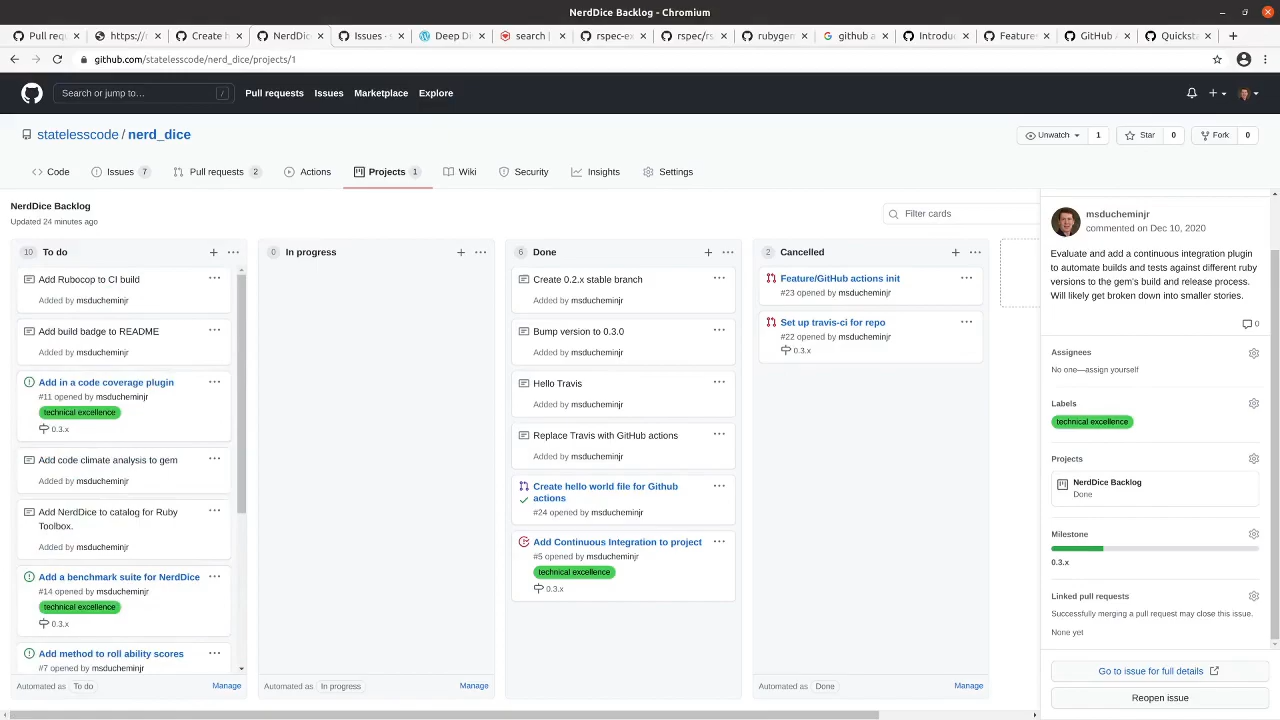 NerdDice Backlog - Chromium
Pull req
https://
Create h
NerdDic
Issues -
Deep Di
search |
rspec-ex
rspec/rs
rubygem
github a
Introduc
Feature
GitHub A
Quickst
github.com/statelesscode/nerd_dice/projects/1
Search or jump to… /
Pull requests
Issues
Marketplace
Explore
statelesscode / nerd_dice
Unwatch 1
Star 0
Fork 0
Code
Issues 7
Pull requests 2
Actions
Projects 1
Wiki
Security
Insights
Settings
NerdDice Backlog
Updated 24 minutes ago
Filter cards
10 To do
Add Rubocop to CI build
Added by msducheminjr
Add build badge to README
Added by msducheminjr
Add in a code coverage plugin
#11 opened by msducheminjr
technical excellence
0.3.x
Add code climate analysis to gem
Added by msducheminjr
Add NerdDice to catalog for Ruby
Toolbox.
Added by msducheminjr
Add a benchmark suite for NerdDice
#14 opened by msducheminjr
technical excellence
0.3.x
Add method to roll ability scores
#7 opened by msducheminjr
Automated as To do Manage
0 In progress
Automated as In progress Manage
6 Done
Create 0.2.x stable branch
Added by msducheminjr
Bump version to 0.3.0
Added by msducheminjr
Hello Travis
Added by msducheminjr
Replace Travis with GitHub actions
Added by msducheminjr
Create hello world file for Github
actions
#24 opened by msducheminjr
Add Continuous Integration to project
#5 opened by msducheminjr
technical excellence
0.3.x
2 Cancelled
Feature/GitHub actions init
#23 opened by msducheminjr
Set up travis-ci for repo
#22 opened by msducheminjr
0.3.x
Automated as Done Manage
msducheminjr
commented on Dec 10, 2020
Evaluate and add a continuous integration plugin
to automate builds and tests against different ruby
versions to the gem's build and release process.
Will likely get broken down into smaller stories.
0
Assignees
No one—assign yourself
Labels
technical excellence
Projects
NerdDice Backlog
Done
Milestone
0.3.x
Linked pull requests
Successfully merging a pull request may close this issue.
None yet
Go to issue for full details
Reopen issue